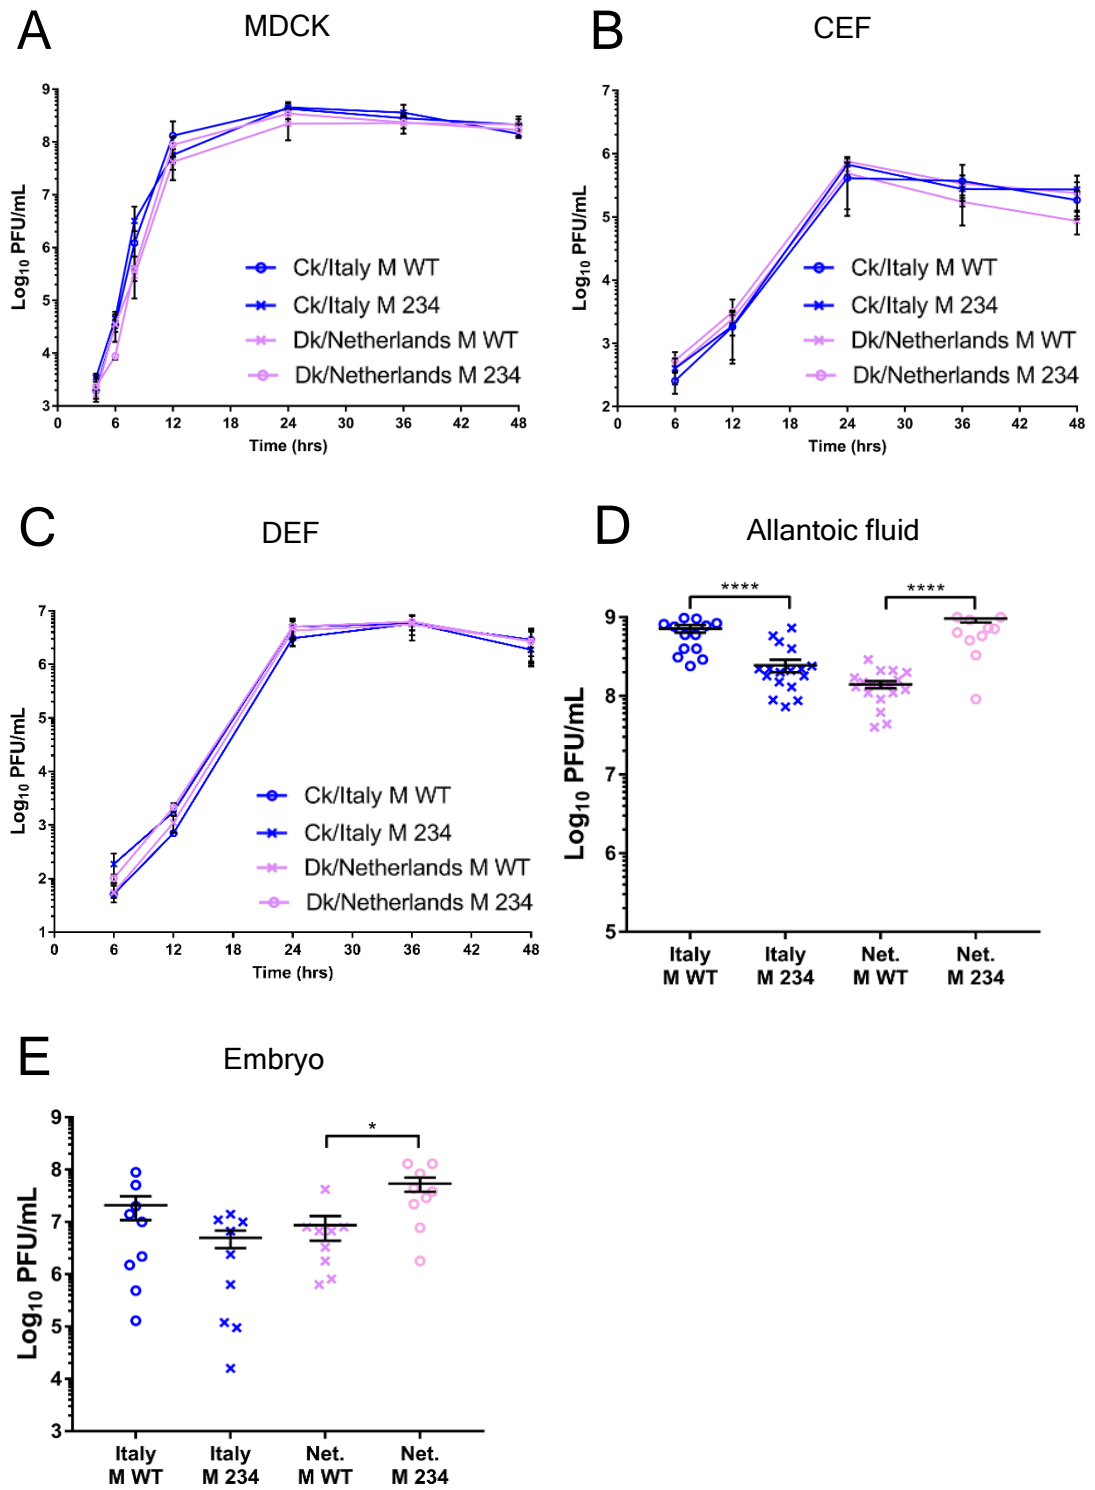 A
MDCK
Log10 PFU/mL
9
8
7
6
5
4
3
Ck/Italy M WT
Ck/Italy M 234
Dk/Netherlands M WT
Dk/Netherlands M 234
0 6 12 18 24 30 36 42 48
Time (hrs)
B
CEF
Log10 PFU/mL
7
6
5
4
3
2
Ck/Italy M WT
Ck/Italy M 234
Dk/Netherlands M WT
Dk/Netherlands M 234
0 6 12 18 24 30 36 42 48
Time (hrs)
C
DEF
Log10 PFU/mL
7
6
5
4
3
2
1
Ck/Italy M WT
Ck/Italy M 234
Dk/Netherlands M WT
Dk/Netherlands M 234
0 6 12 18 24 30 36 42 48
Time (hrs)
D
Allantoic fluid
**** ****
Log10 PFU/mL
9
8
7
6
5
Italy Italy Net. Net.
M WT M 234 M WT M 234
E
Embryo
*
Log10 PFU/mL
9
8
7
6
5
4
3
Italy Italy Net. Net.
M WT M 234 M WT M 234